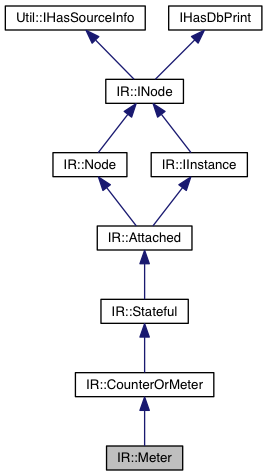 Util::IHasSourceInfo
IHasDbPrint
IR::INode
IR::Node
IR::IInstance
IR::Attached
IR::Stateful
IR::CounterOrMeter
IR::Meter